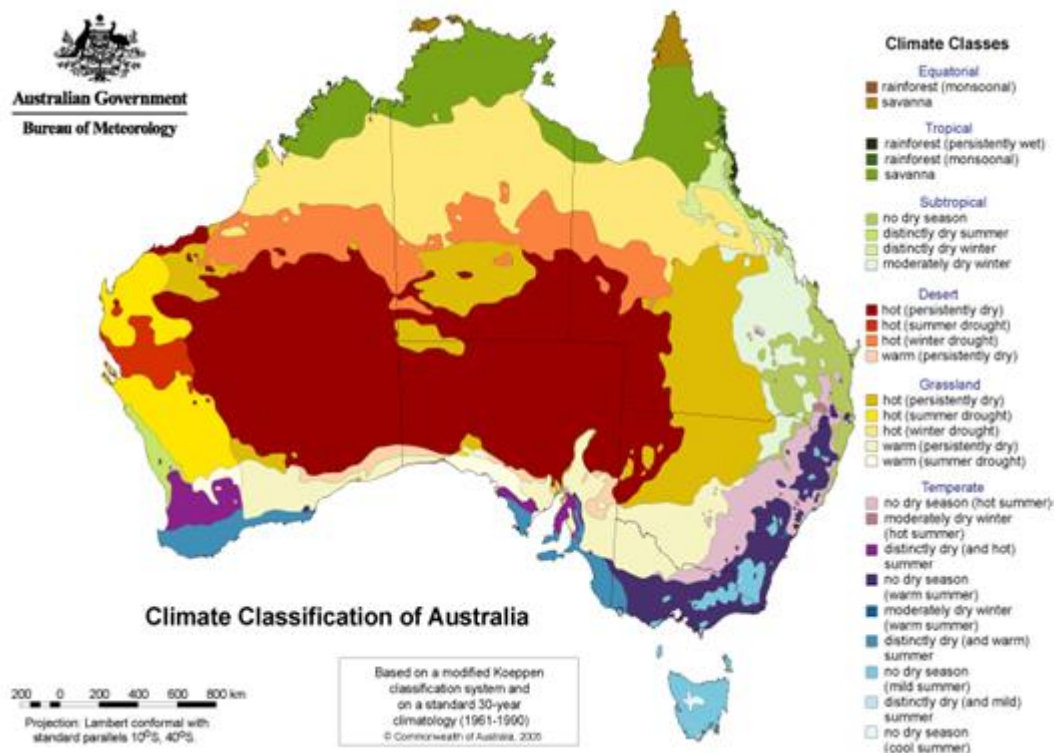 Australian Government
Bureau of Meteorology
Climate Classes
Equatorial
rainforest (monsoonal)
savanna
Tropical
rainforest (persistently wet)
rainforest (monsoonal)
savanna
Subtropical
no dry season
distinctly dry summer
distinctly dry winter
moderately dry winter
Desert
hot (persistently dry)
hot (summer drought)
hot (winter drought)
warm (persistently dry)
Grassland
hot (persistently dry)
hot (summer drought)
hot (winter drought)
warm (persistently dry)
warm (summer drought)
Temperate
no dry season (hot summer)
moderately dry winter
(hot summer)
distinctly dry (and hot)
summer
no dry season
(warm summer)
moderately dry winter
(warm summer)
distinctly dry (and warm)
summer
no dry season
(mild summer)
distinctly dry (and mild)
summer
no dry season
(cool summer)
Climate Classification of Australia
Based on a modified Koeppen
classification system and
on a standard 30-year
climatology (1961-1990)
© Commonwealth of Australia, 2005
200 0 200 400 600 800 km
Projection: Lambert conformal with
standard parallels 10°S, 40°S.